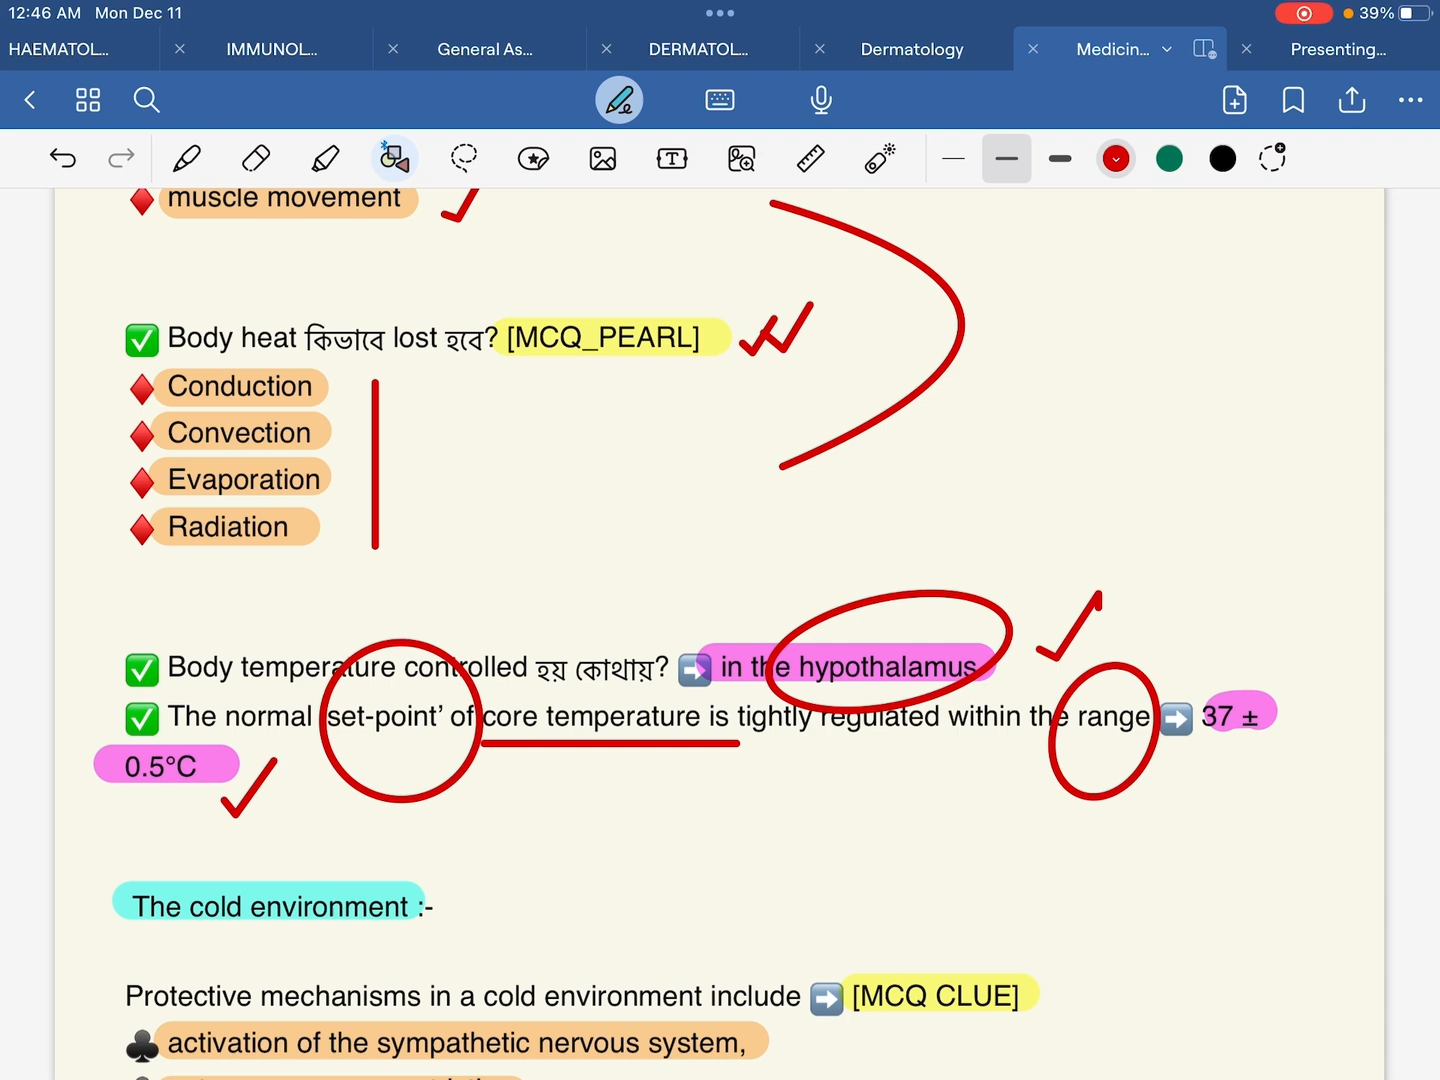 12:46 AM Mon Dec 11
39%
HAEMATOL...
IMMUNOL...
General As...
DERMATOL...
Dermatology
Medicin...
Presenting...
muscle movement
Body heat কিভাবে lost হবে? [MCQ_PEARL]
Conduction
Convection
Evaporation
Radiation
Body temperature controlled হয় কোথায়? ➡️ in the hypothalamus
The normal 'set-point' of core temperature is tightly regulated within the range ➡️ 37 ±
0.5°C
The cold environment :-
Protective mechanisms in a cold environment include ➡️ [MCQ CLUE]
activation of the sympathetic nervous system,